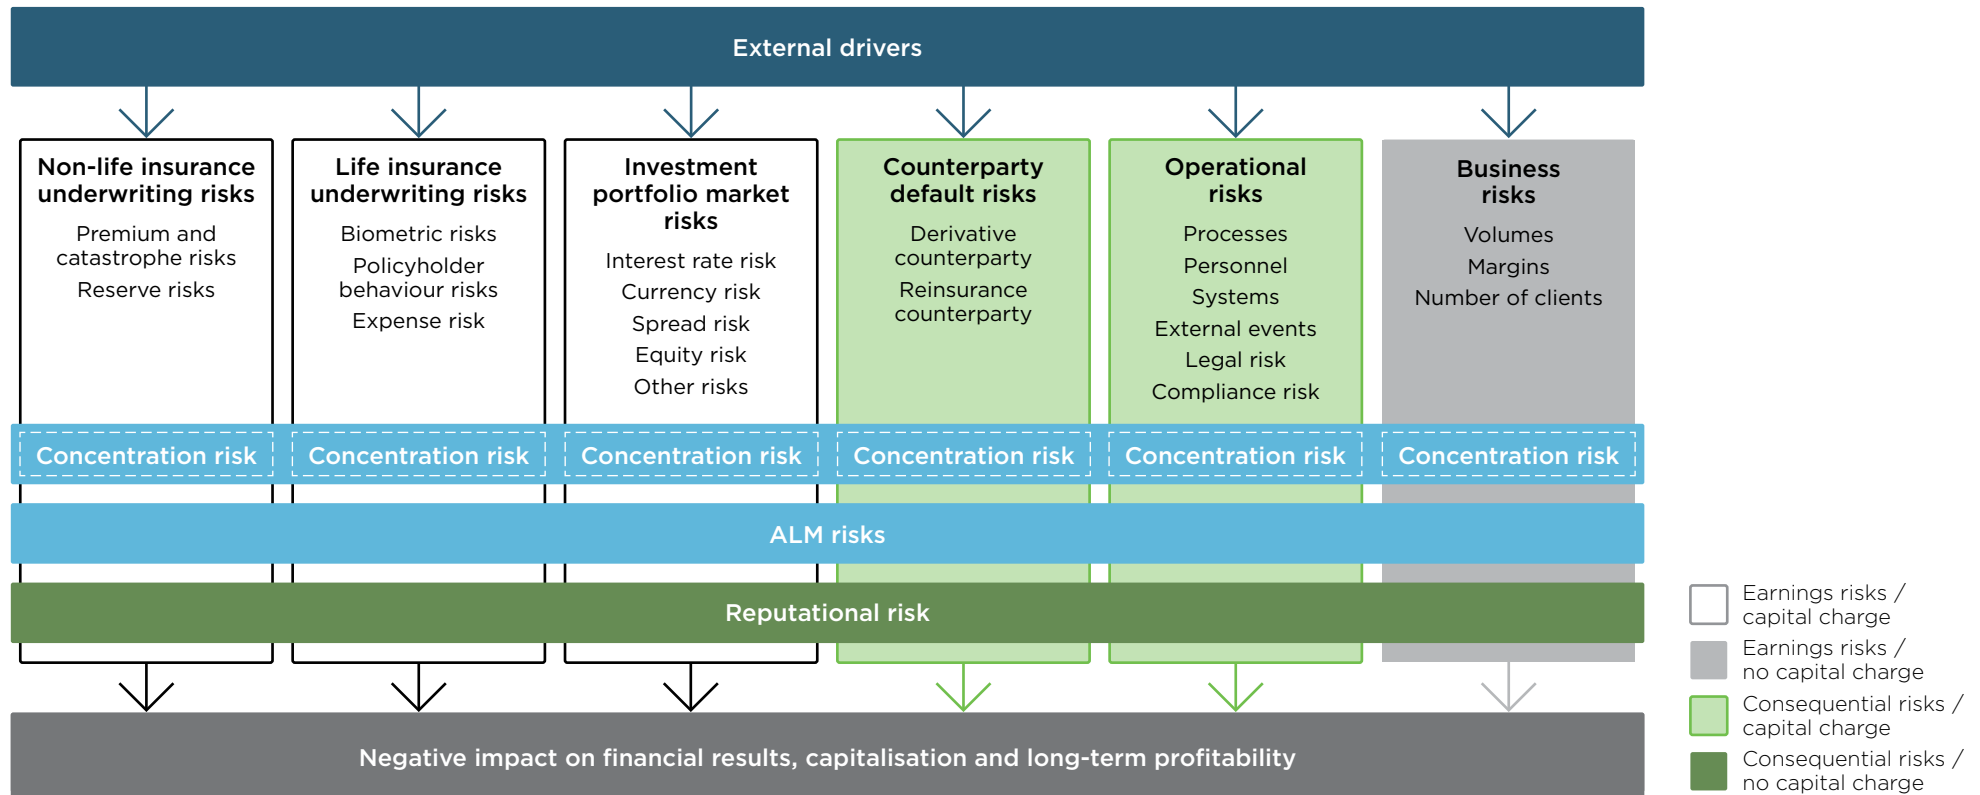 External drivers
Non-life insurance
underwriting risks
Premium and
catastrophe risks
Reserve risks
Life insurance
underwriting risks
Biometric risks
Policyholder
behaviour risks
Expense risk
Investment
portfolio market
risks
Interest rate risk
Currency risk
Spread risk
Equity risk
Other risks
Counterparty
default risks
Derivative
counterparty
Reinsurance
counterparty
Operational
risks
Processes
Personnel
Systems
External events
Legal risk
Compliance risk
Business
risks
Volumes
Margins
Number of clients
Concentration risk
Concentration risk
Concentration risk
Concentration risk
Concentration risk
Concentration risk
ALM risks
Reputational risk
Negative impact on financial results, capitalisation and long-term profitability
Earnings risks /
capital charge
Earnings risks /
no capital charge
Consequential risks /
capital charge
Consequential risks /
no capital charge